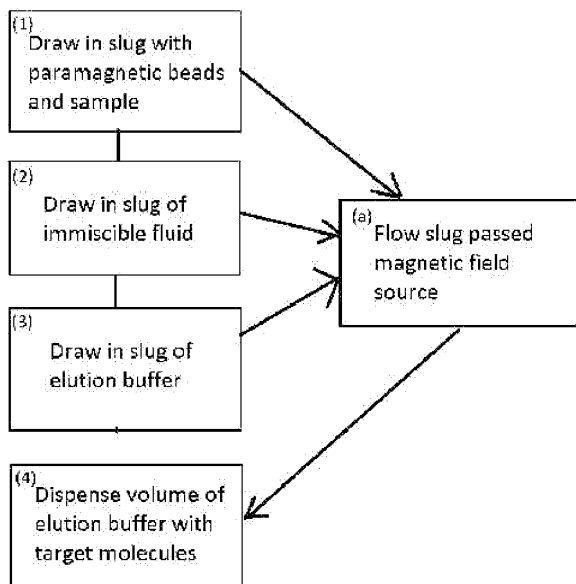 (1)
Draw in slug with
paramagnetic beads
and sample
(2)
Draw in slug of
immiscible fluid
(a)
Flow slug passed
magnetic field
source
(3)
Draw in slug of
elution buffer
(4)
Dispense volume of
elution buffer with
target molecules